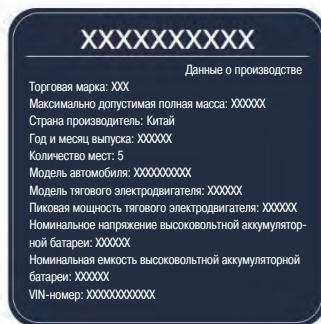 XXXXXXXXXX
Данные о производстве
Торговая марка: XXX
Максимально допустимая полная масса: XXXXXX
Страна производитель: Китай
Год и месяц выпуска: XXXXXX
Количество мест: 5
Модель автомобиля: XXXXXXXXXX
Модель тягового электродвигателя: XXXXXX
Пиковая мощность тягового электродвигателя: XXXXXX
Номинальное напряжение высоковольтной аккумулятор-
ной батареи: XXXXXX
Номинальная емкость высоковольтной аккумуляторной
батареи: XXXXXX
VIN-номер: XXXXXXXXXXXX